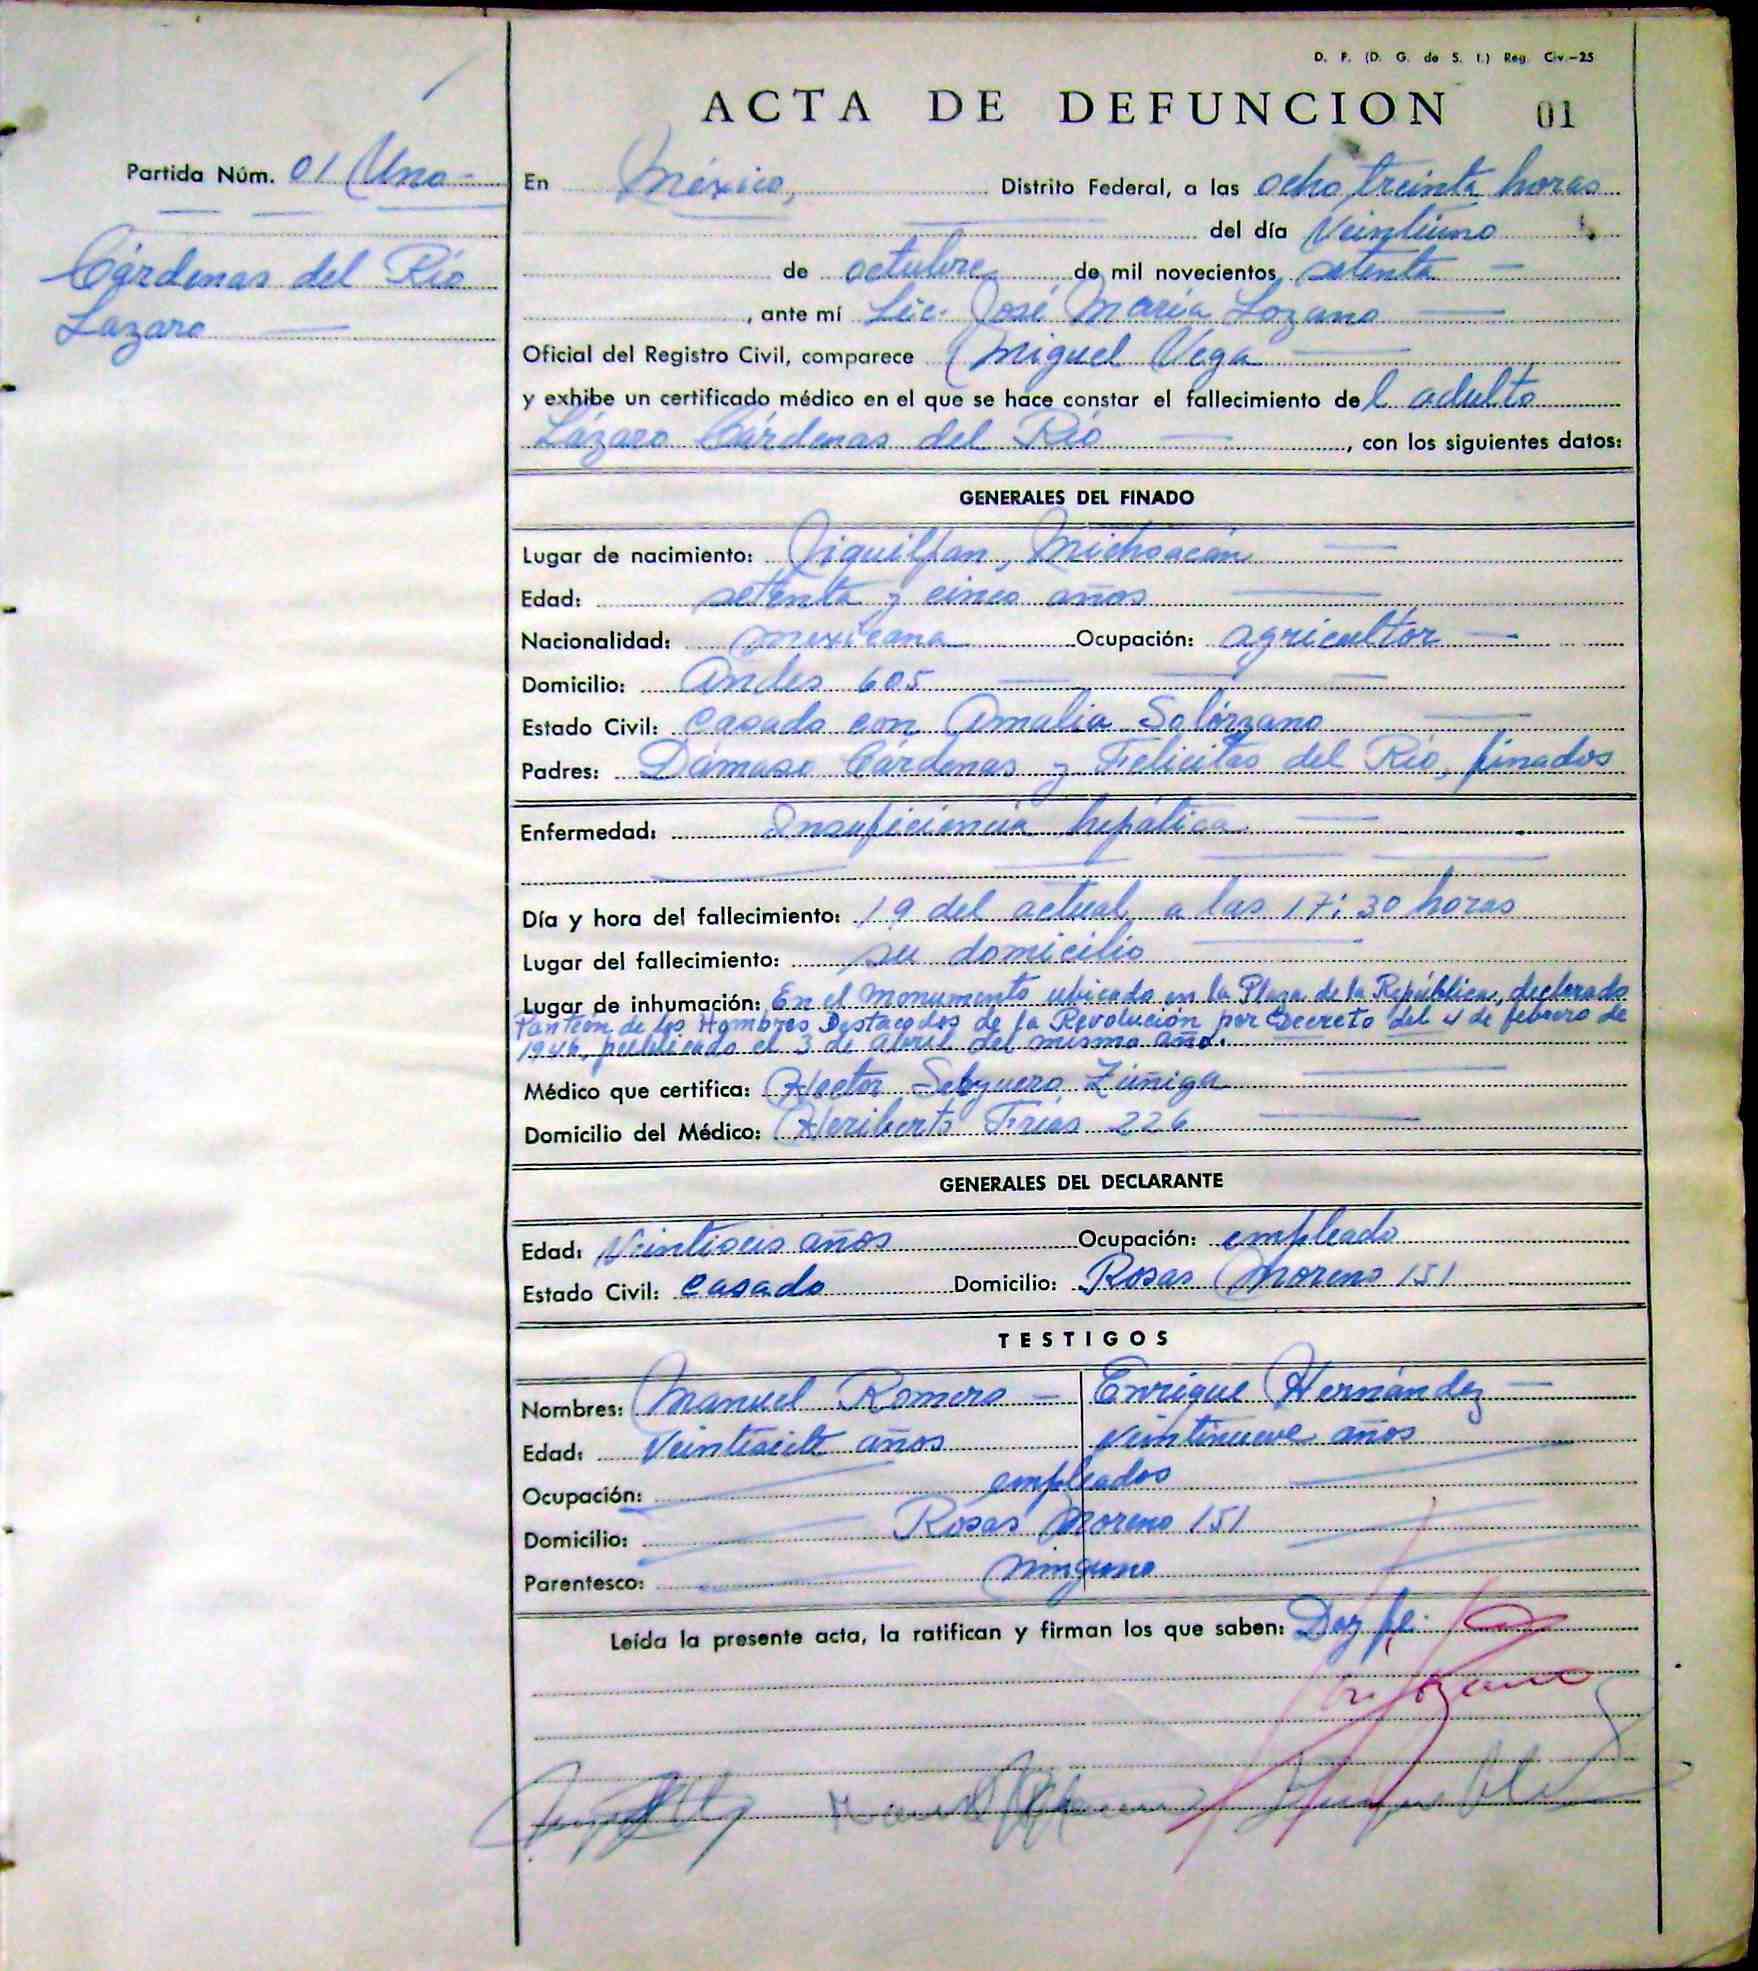 D. F. (D. G. de S. I.) Reg. Civ.—25
ACTA DE DEFUNCION 01
Partida Núm. 01 Uno
Cárdenas del Río
Lázaro
En México, Distrito Federal, a las ocho treinta horas
del día Veintiuno
de octubre de mil novecientos setenta
, ante mí Lic. José María Lozano
Oficial del Registro Civil, comparece Miguel Vega
y exhibe un certificado médico en el que se hace constar el fallecimiento del adulto
Lázaro Cárdenas del Río, con los siguientes datos:
GENERALES DEL FINADO
Lugar de nacimiento: Jiquilpan, Michoacán
Edad: setenta y cinco años
Nacionalidad: mexicana Ocupación: agricultor
Domicilio: Andes 605
Estado Civil: casado con Amalia Solórzano
Padres: Dámaso Cárdenas y Felicitas del Río, finados
Enfermedad: Insuficiencia hepática
Día y hora del fallecimiento: 19 del actual a las 17:30 horas
Lugar del fallecimiento: su domicilio
Lugar de inhumación: En el Monumento ubicado en la Plaza de la República, declarado
Panteón de los Hombres Destacados de la Revolución por Decreto del 4 de febrero de
1946, publicado el 3 de abril del mismo año.
Médico que certifica: Hector Zúñiga
Domicilio del Médico: Heriberto Frías 226
GENERALES DEL DECLARANTE
Edad: Veintiseis años Ocupación: empleado
Estado Civil: casado Domicilio: Rosas Moreno 151
TESTIGOS
Nombres: Manuel Romero Enrique Hernández
Edad: Veintisiete años Veintinueve años
Ocupación: empleados
Domicilio: Rosas Moreno 151
Parentesco: ninguno
Leída la presente acta, la ratifican y firman los que saben: Doy fe.